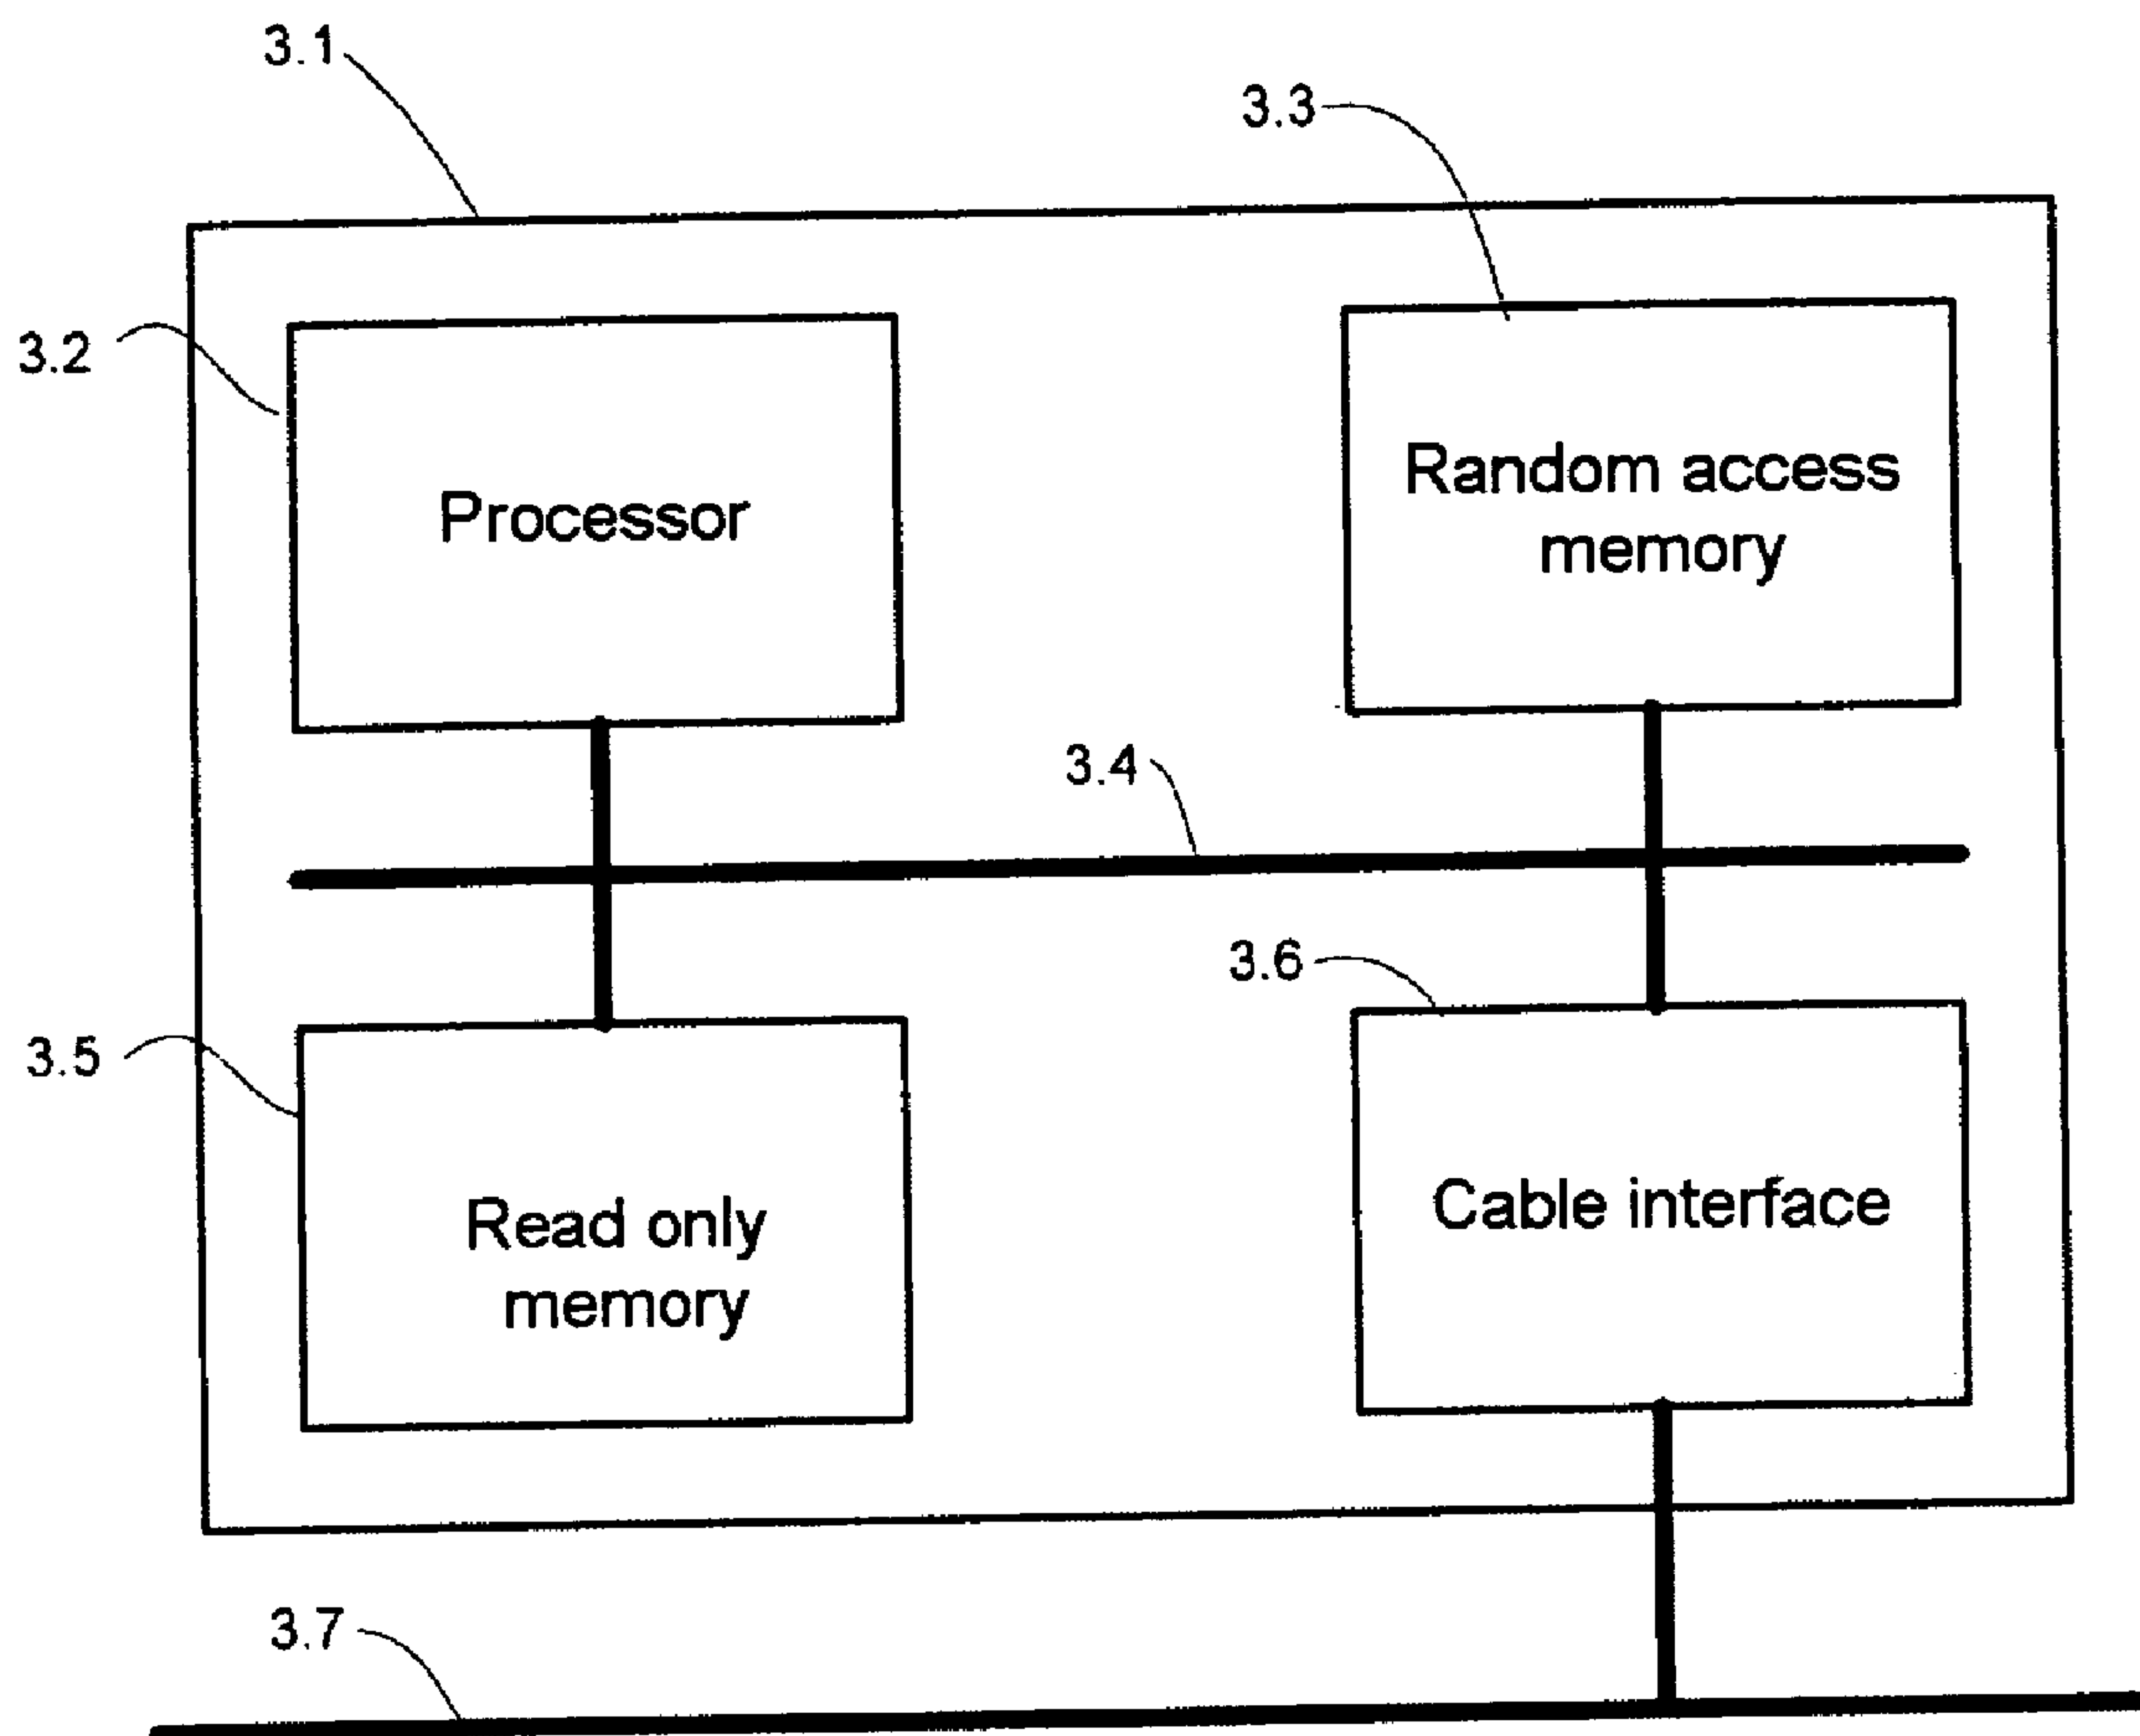 3.1
3.3
3.2
Processor
Random access
memory
3.4
3.6
3.5
Read only
memory
Cable interface
3.7